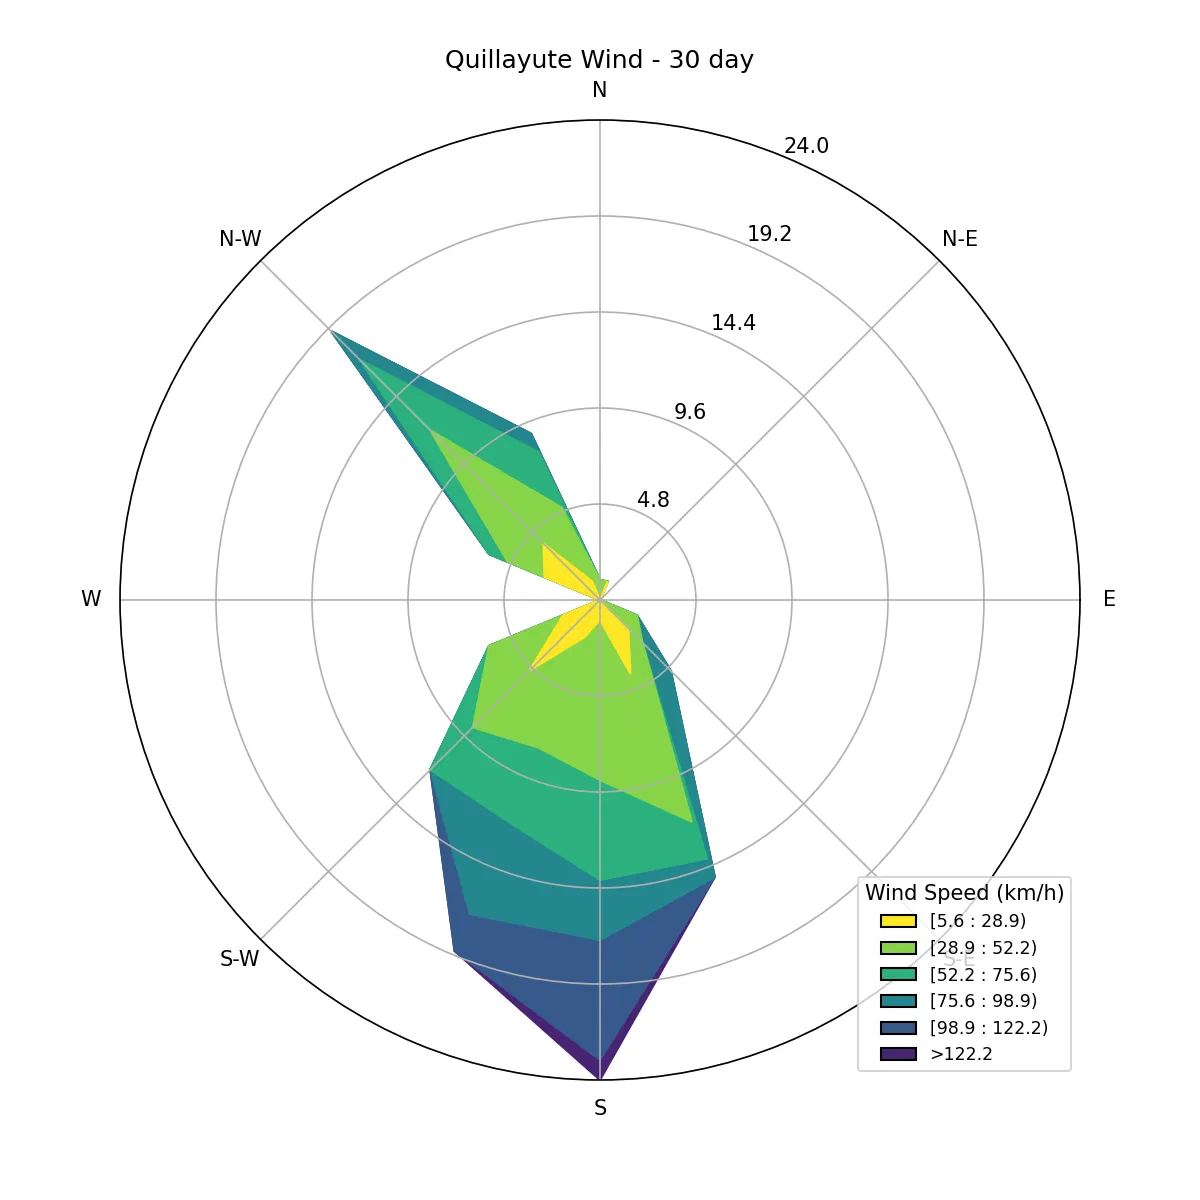 Quillayute Wind - 30 day
N
24.0
N-W
19.2
N-E
14.4
9.6
4.8
W
E
S-W
S-E
S
Wind Speed (km/h)
[5.6 : 28.9)
[28.9 : 52.2)
[52.2 : 75.6)
[75.6 : 98.9)
[98.9 : 122.2)
>122.2